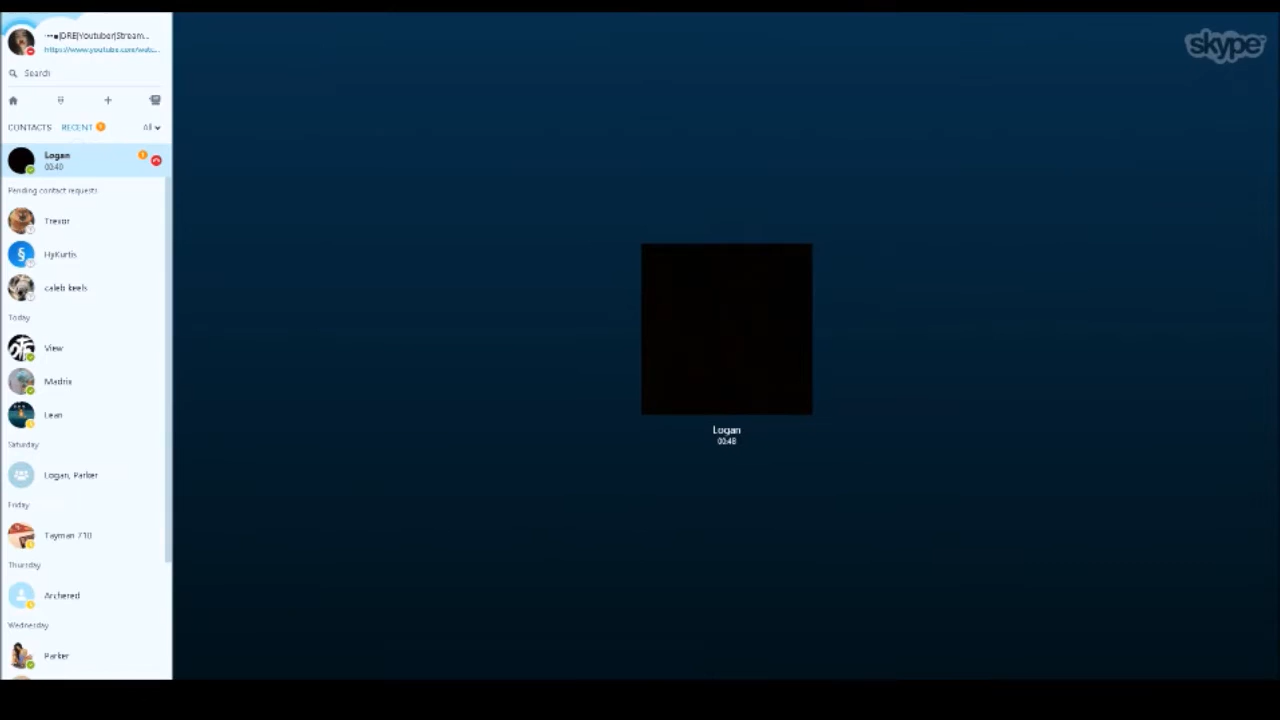 |DRE|Youtuber|Stream...
https://www.youtube.com/watc...
skype
Search
CONTACTS RECENT 1 All
Logan 1
00:40
Pending contact requests
Trevor
HyKurtis
caleb keels
Today
View
Madrix
Lean
Saturday
Logan, Parker
Friday
Tayman 710
Thursday
Archered
Wednesday
Parker
Logan
00:48